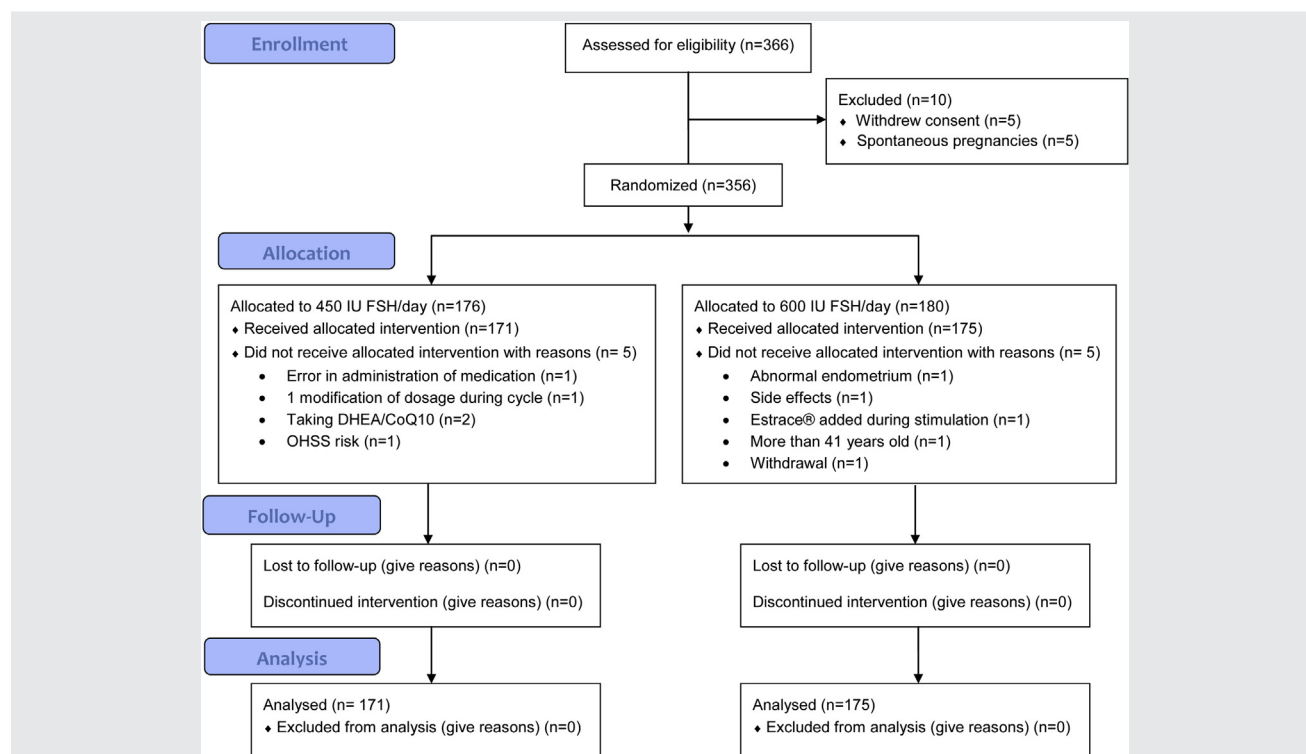 Enrollment
Assessed for eligibility (n=366)
Excluded (n=10)
♦ Withdrew consent (n=5)
♦ Spontaneous pregnancies (n=5)
Randomized (n=356)
Allocation
Allocated to 450 IU FSH/day (n=176)
♦ Received allocated intervention (n=171)
♦ Did not receive allocated intervention with reasons (n= 5)
• Error in administration of medication (n=1)
• 1 modification of dosage during cycle (n=1)
• Taking DHEA/CoQ10 (n=2)
• OHSS risk (n=1)
Allocated to 600 IU FSH/day (n=180)
♦ Received allocated intervention (n=175)
♦ Did not receive allocated intervention with reasons (n= 5)
• Abnormal endometrium (n=1)
• Side effects (n=1)
• Estrace® added during stimulation (n=1)
• More than 41 years old (n=1)
• Withdrawal (n=1)
Follow-Up
Lost to follow-up (give reasons) (n=0)
Discontinued intervention (give reasons) (n=0)
Lost to follow-up (give reasons) (n=0)
Discontinued intervention (give reasons) (n=0)
Analysis
Analysed (n= 171)
♦ Excluded from analysis (give reasons) (n=0)
Analysed (n=175)
♦ Excluded from analysis (give reasons) (n=0)